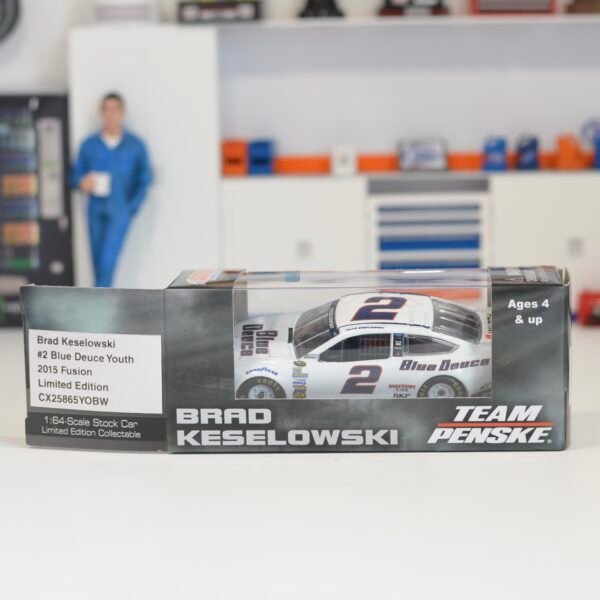 Brad Keselowski
#2 Blue Deuce Youth
2015 Fusion
Limited Edition
CX25865YOBW
1:64-Scale Stock Car
Limited Edition Collectable
Ages 4
& up
2
Blue
Deuce
Blue Deuce
2
GOODYEAR
BRAD
KESELOWSKI
TEAM
PENSKE